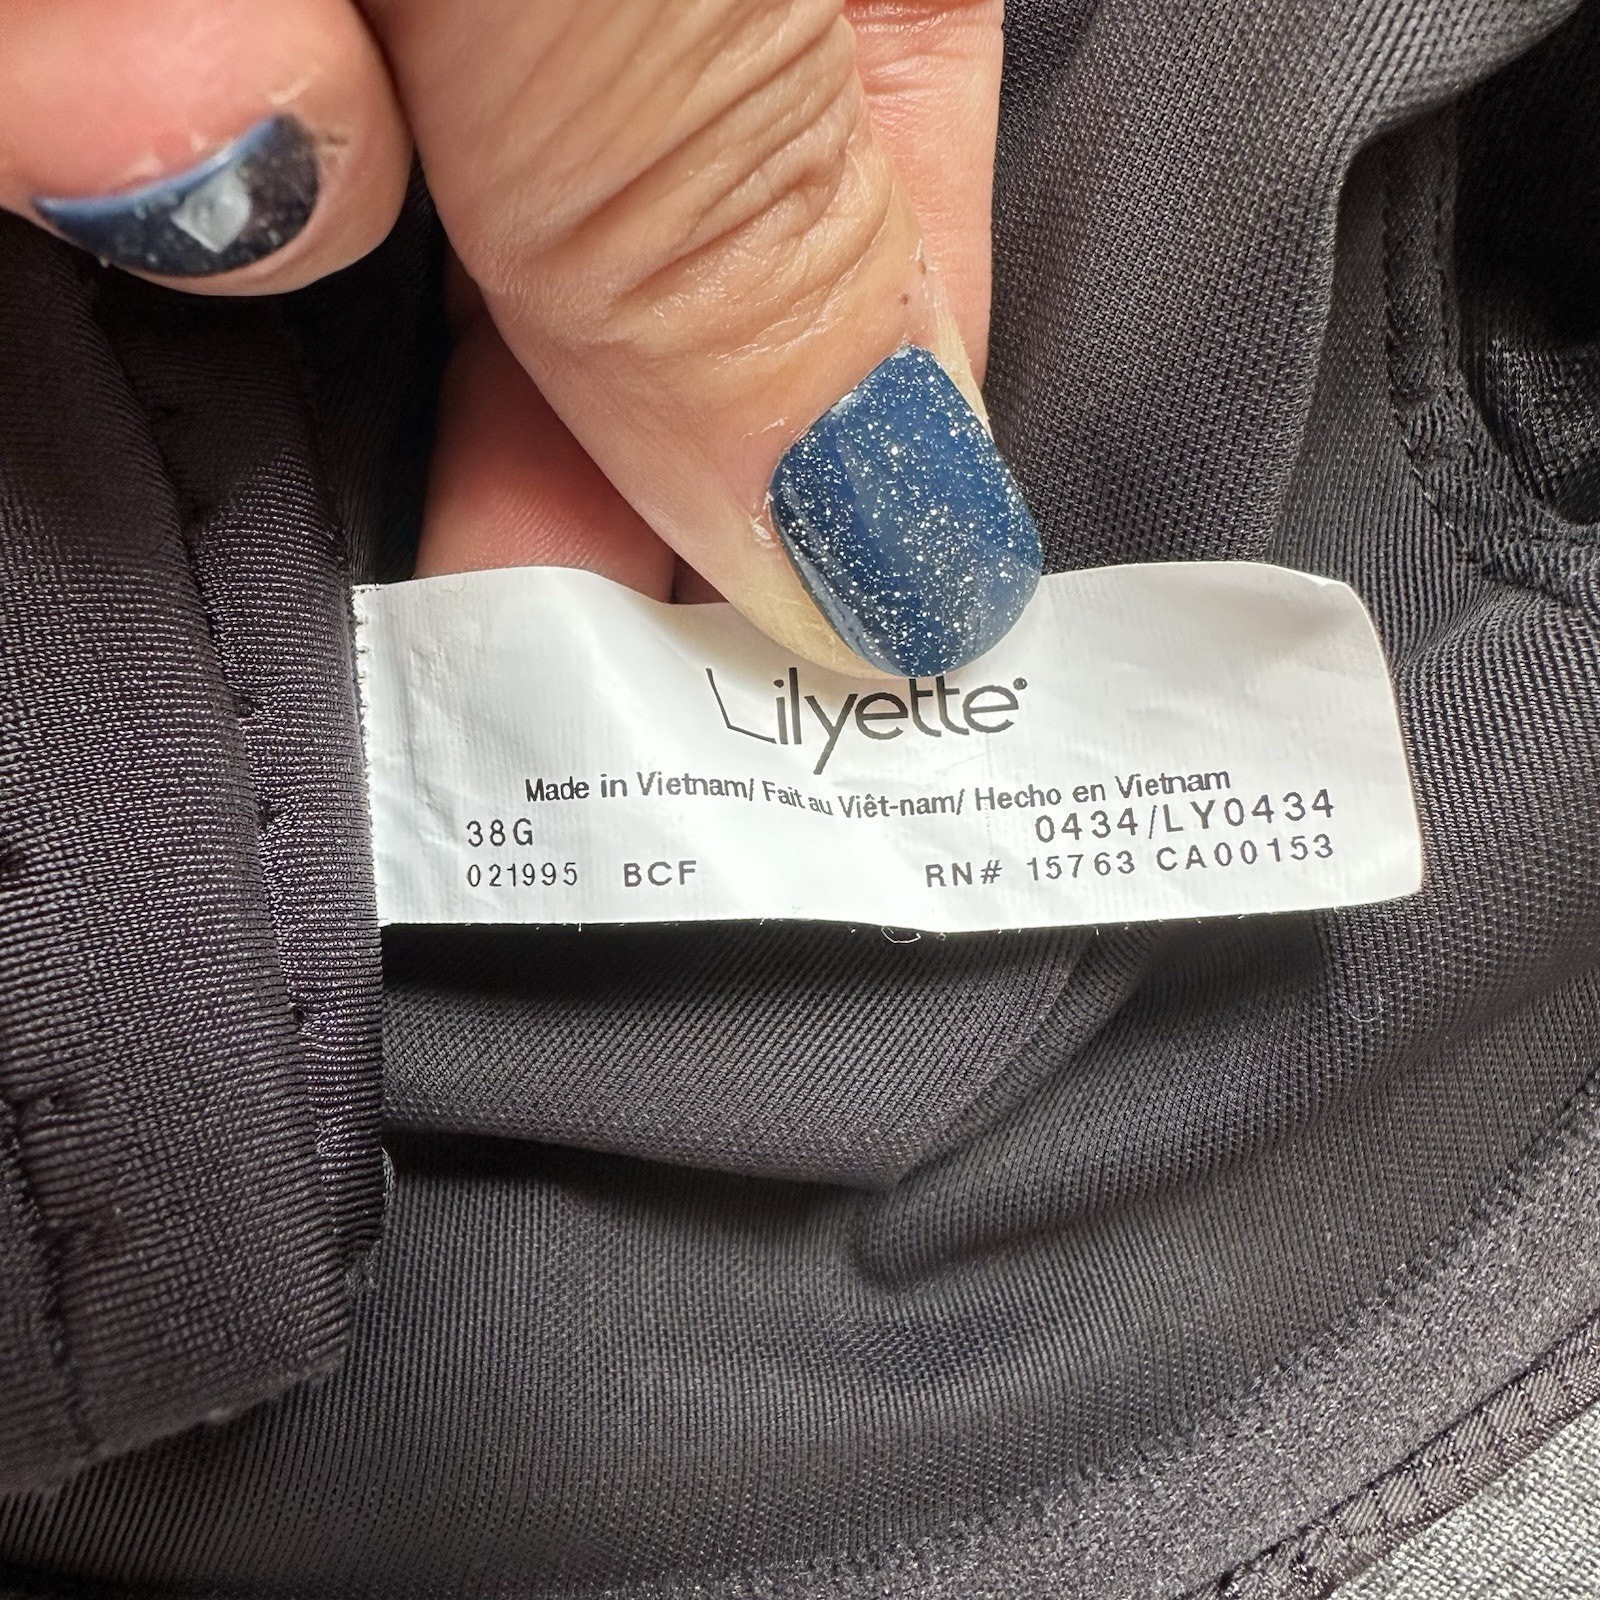 Lilyette®
Made in Vietnam/ Fait au Viêt-nam/ Hecho en Vietnam
38G 0434/LY0434
021995 BCF RN# 15763 CA00153